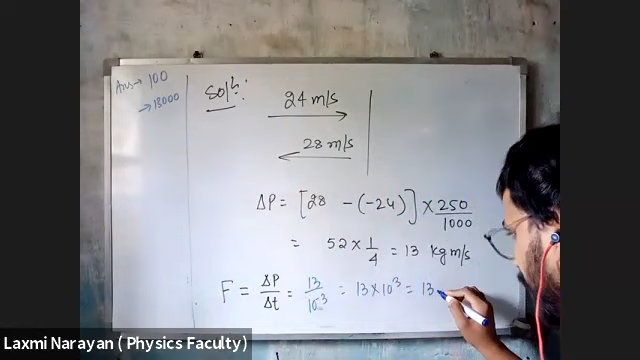 Ans → 100
→ 13000
Solⁿ:
24 m/s
28 m/s
ΔP = [28 - (-24)] × 250/1000
= 52 × 1/4 = 13 Kg m/s
F = ΔP/Δt = 13/10⁻³ = 13 × 10³ = 13
Laxmi Narayan ( Physics Faculty)